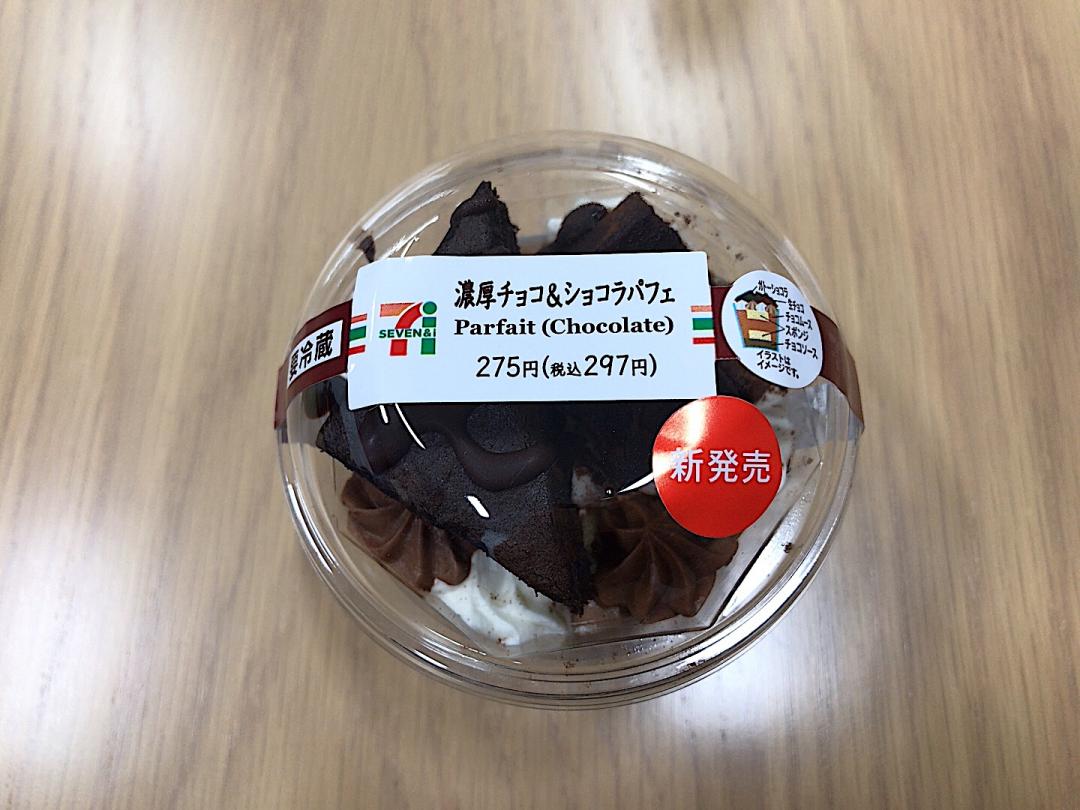 要冷蔵
SEVEN&i
濃厚チョコ&ショコラパフェ
Parfait (Chocolate)
275円(税込297円)
ガトーショコラ
生チョコ
チョコムース
スポンジ
チョコソース
イラストは
イメージです。
新発売